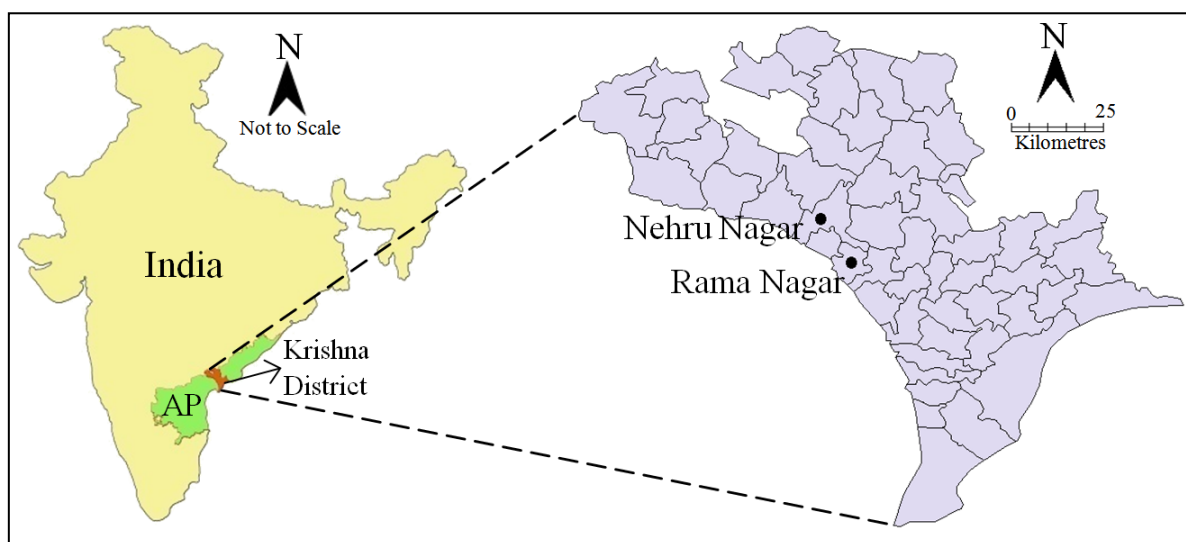 N
Not to Scale
India
AP
Krishna
District
N
0 25
Kilometres
Nehru Nagar
Rama Nagar